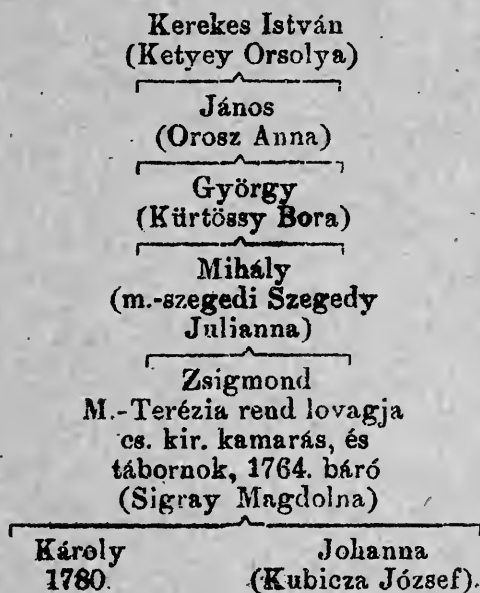 Kerekes István
(Ketyey Orsolya)
János
(Orosz Anna)
György
(Kürtössy Bora)
Mihály
(m.-szegedi Szegedy
Julianna)
Zsigmond
M.-Terézia rend lovagja
cs. kir. kamarás, és
tábornok, 1764. báró
(Sigray Magdolna)
Károly Johanna
1780. (Kubicza József).